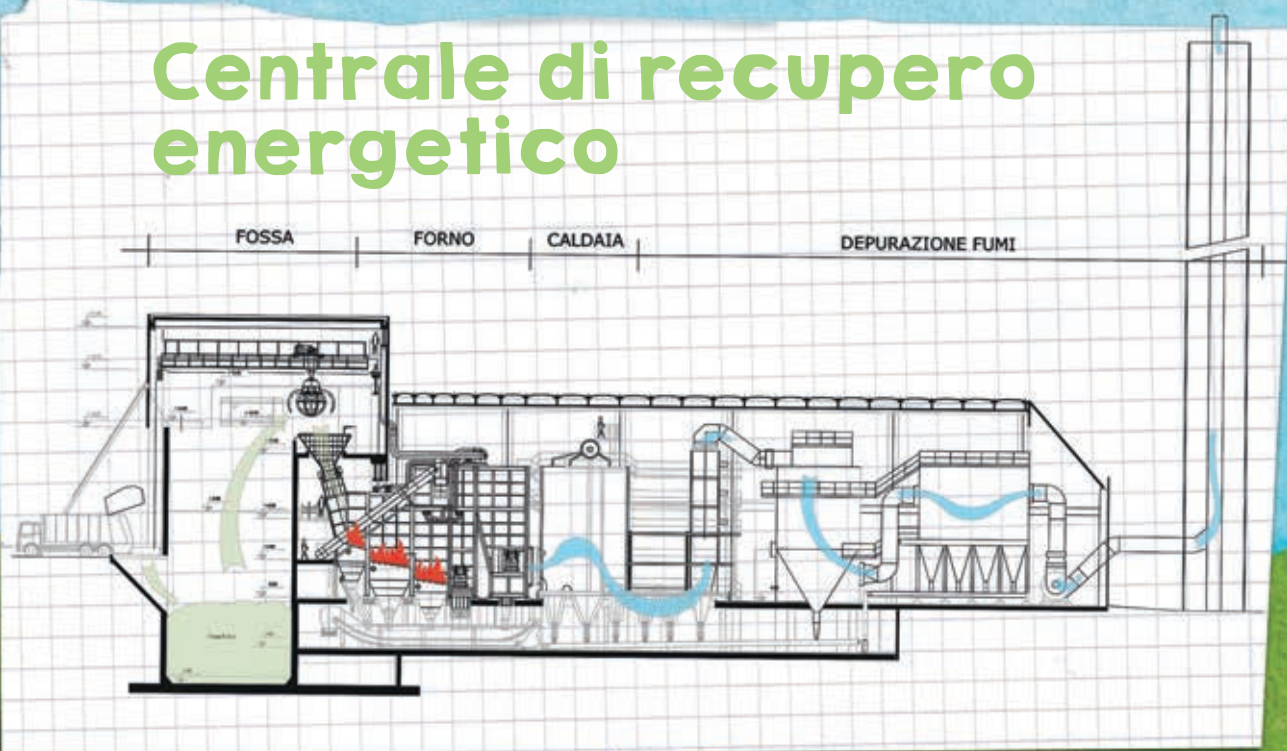 Centrale di recupero
energetico
FOSSA
FORNO
CALDAIA
DEPURAZIONE FUMI